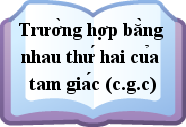 Trường hợp bằng
nhau thứ hai của
tam giác (c.g.c)